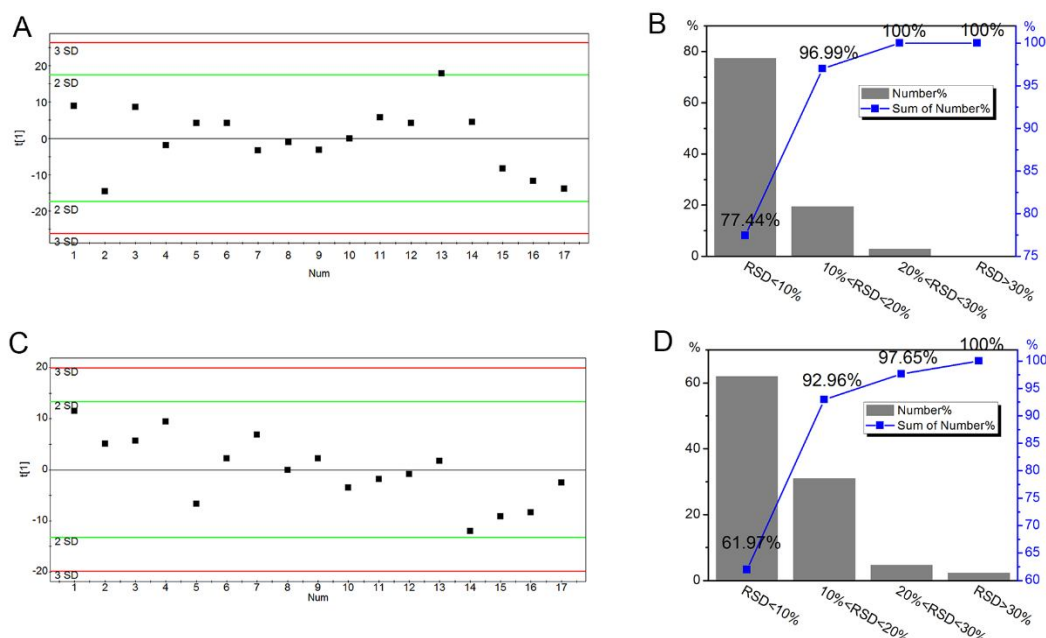 A
3 SD
20
2 SD
10
t[1]
0
-10
2 SD
-20
3 SD
1 2 3 4 5 6 7 8 9 10 11 12 13 14 15 16 17
Num
B
%
80
60
40
20
0
%
100
95
90
85
80
75
77.44%
96.99%
100%
100%
Number%
Sum of Number%
RSD<10%
10%<RSD<20%
20%<RSD<30%
RSD>30%
C
20
3 SD
2 SD
10
t[1]
0
-10
2 SD
-20
3 SD
1 2 3 4 5 6 7 8 9 10 11 12 13 14 15 16 17
Num
D
%
60
40
20
0
%
100
95
90
85
80
75
70
65
60
61.97%
92.96%
97.65%
100%
Number%
Sum of Number%
RSD<10%
10%<RSD<20%
20%<RSD<30%
RSD>30%